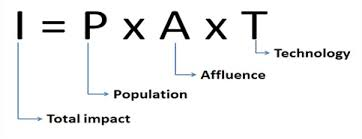 I = P x A x T
Technology
Affluence
Population
Total impact